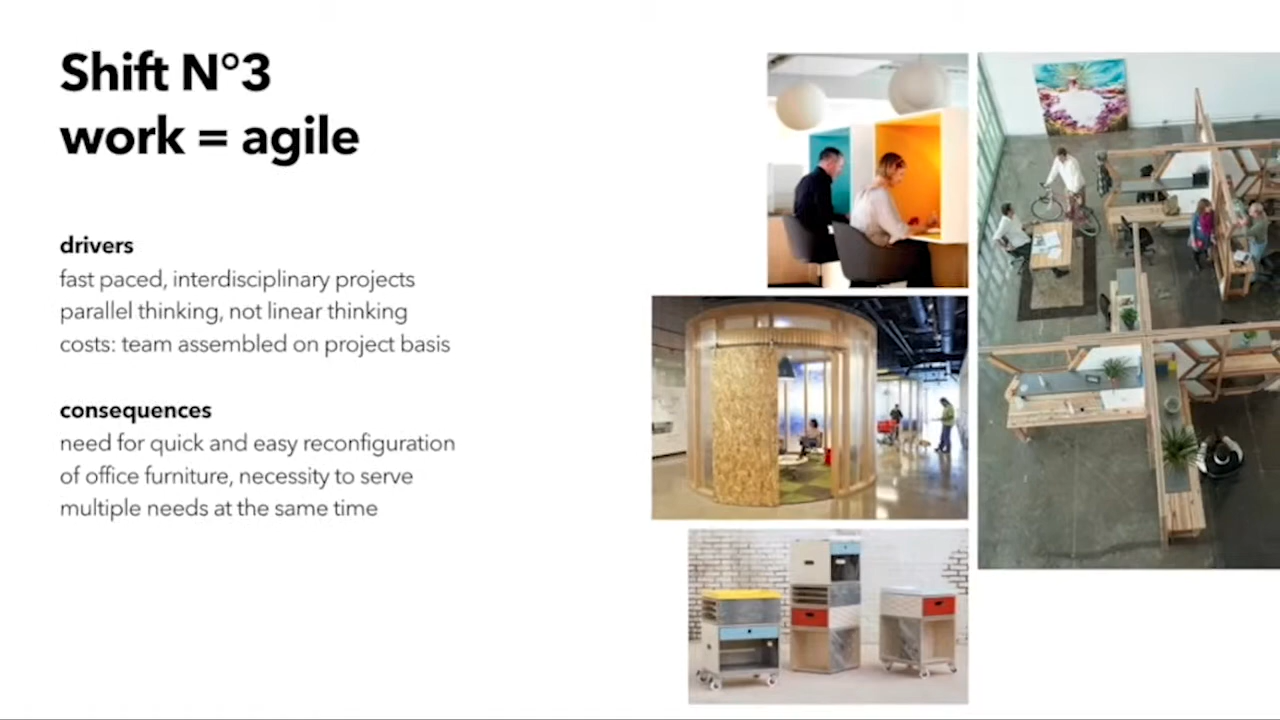 Shift N°3
work = agile
drivers
fast paced, interdisciplinary projects
parallel thinking, not linear thinking
costs: team assembled on project basis
consequences
need for quick and easy reconfiguration
of office furniture, necessity to serve
multiple needs at the same time